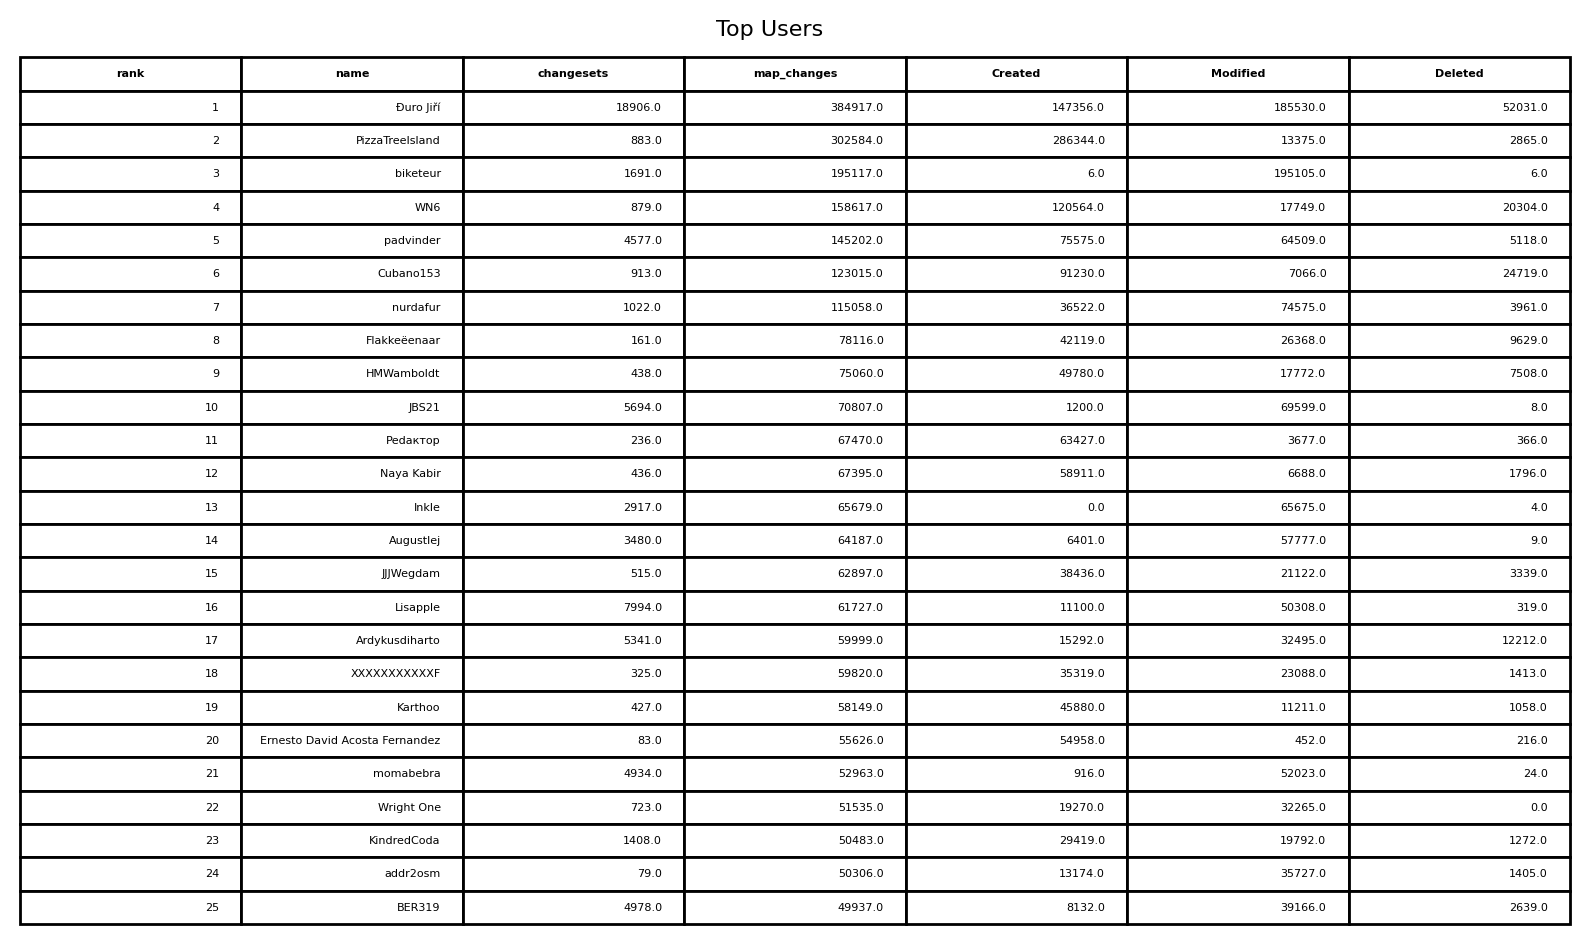 Top Users
rank name changesets map_changes Created Modified Deleted
1 Đuro Jiří 18906.0 384917.0 147356.0 185530.0 52031.0
2 PizzaTreeIsland 883.0 302584.0 286344.0 13375.0 2865.0
3 biketeur 1691.0 195117.0 6.0 195105.0 6.0
4 WN6 879.0 158617.0 120564.0 17749.0 20304.0
5 padvinder 4577.0 145202.0 75575.0 64509.0 5118.0
6 Cubano153 913.0 123015.0 91230.0 7066.0 24719.0
7 nurdafur 1022.0 115058.0 36522.0 74575.0 3961.0
8 Flakkeëenaar 161.0 78116.0 42119.0 26368.0 9629.0
9 HMWamboldt 438.0 75060.0 49780.0 17772.0 7508.0
10 JBS21 5694.0 70807.0 1200.0 69599.0 8.0
11 Pedaктор 236.0 67470.0 63427.0 3677.0 366.0
12 Naya Kabir 436.0 67395.0 58911.0 6688.0 1796.0
13 Inkle 2917.0 65679.0 0.0 65675.0 4.0
14 Augustlej 3480.0 64187.0 6401.0 57777.0 9.0
15 JJJWegdam 515.0 62897.0 38436.0 21122.0 3339.0
16 Lisapple 7994.0 61727.0 11100.0 50308.0 319.0
17 Ardykusdiharto 5341.0 59999.0 15292.0 32495.0 12212.0
18 XXXXXXXXXXXF 325.0 59820.0 35319.0 23088.0 1413.0
19 Karthoo 427.0 58149.0 45880.0 11211.0 1058.0
20 Ernesto David Acosta Fernandez 83.0 55626.0 54958.0 452.0 216.0
21 momabebra 4934.0 52963.0 916.0 52023.0 24.0
22 Wright One 723.0 51535.0 19270.0 32265.0 0.0
23 KindredCoda 1408.0 50483.0 29419.0 19792.0 1272.0
24 addr2osm 79.0 50306.0 13174.0 35727.0 1405.0
25 BER319 4978.0 49937.0 8132.0 39166.0 2639.0